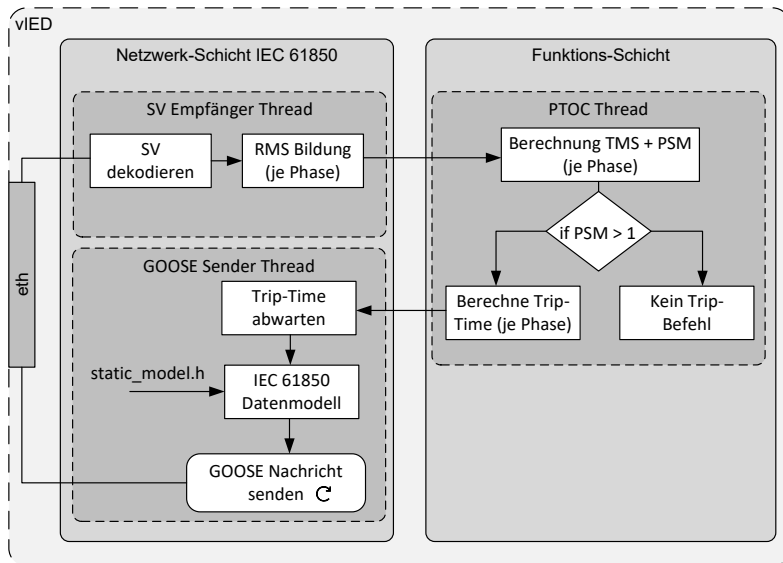 vIED
Netzwerk-Schicht IEC 61850
SV Empfänger Thread
SV
dekodieren
RMS Bildung
(je Phase)
eth
GOOSE Sender Thread
Trip-Time
abwarten
static_model.h
IEC 61850
Datenmodell
GOOSE Nachricht
senden
Funktions-Schicht
PTOC Thread
Berechnung TMS + PSM
(je Phase)
if PSM > 1
Berechne Trip-
Time (je Phase)
Kein Trip-
Befehl